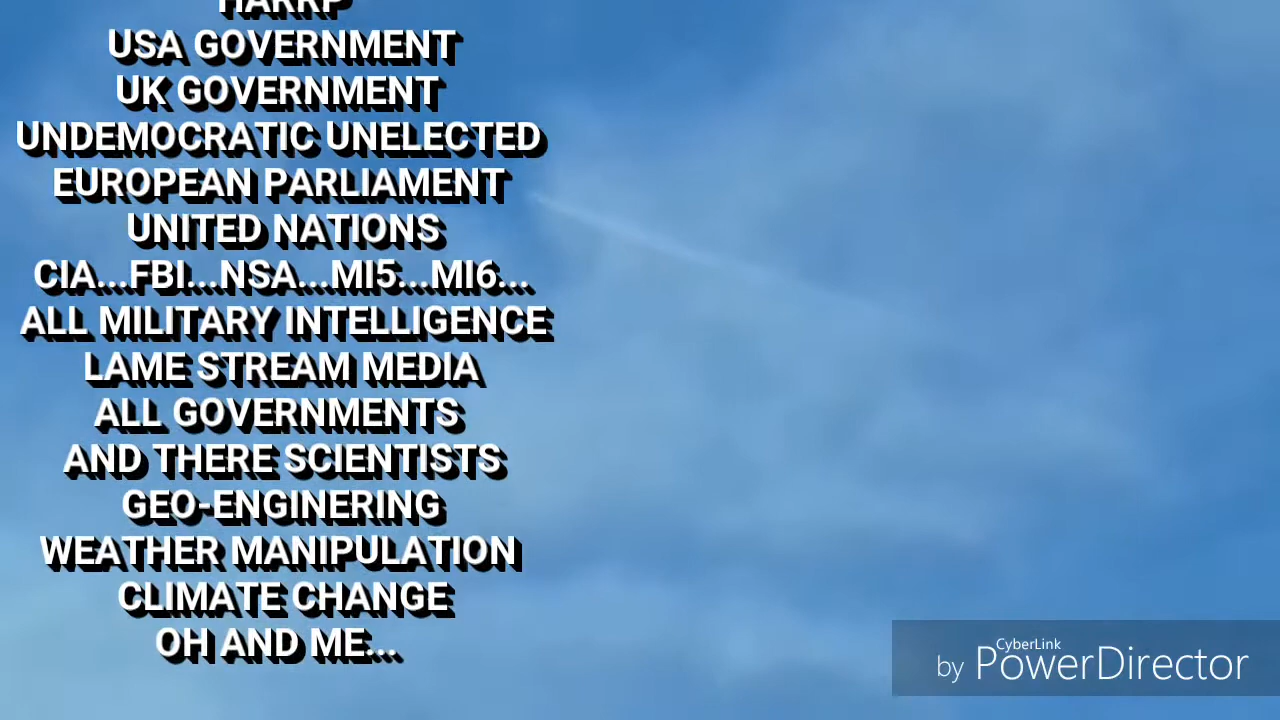 HARRP
USA GOVERNMENT
UK GOVERNMENT
UNDEMOCRATIC UNELECTED
EUROPEAN PARLIAMENT
UNITED NATIONS
CIA...FBI...NSA...MI5...MI6...
ALL MILITARY INTELLIGENCE
LAME STREAM MEDIA
ALL GOVERNMENTS
AND THERE SCIENTISTS
GEO-ENGINERING
WEATHER MANIPULATION
CLIMATE CHANGE
OH AND ME...
CyberLink
by PowerDirector